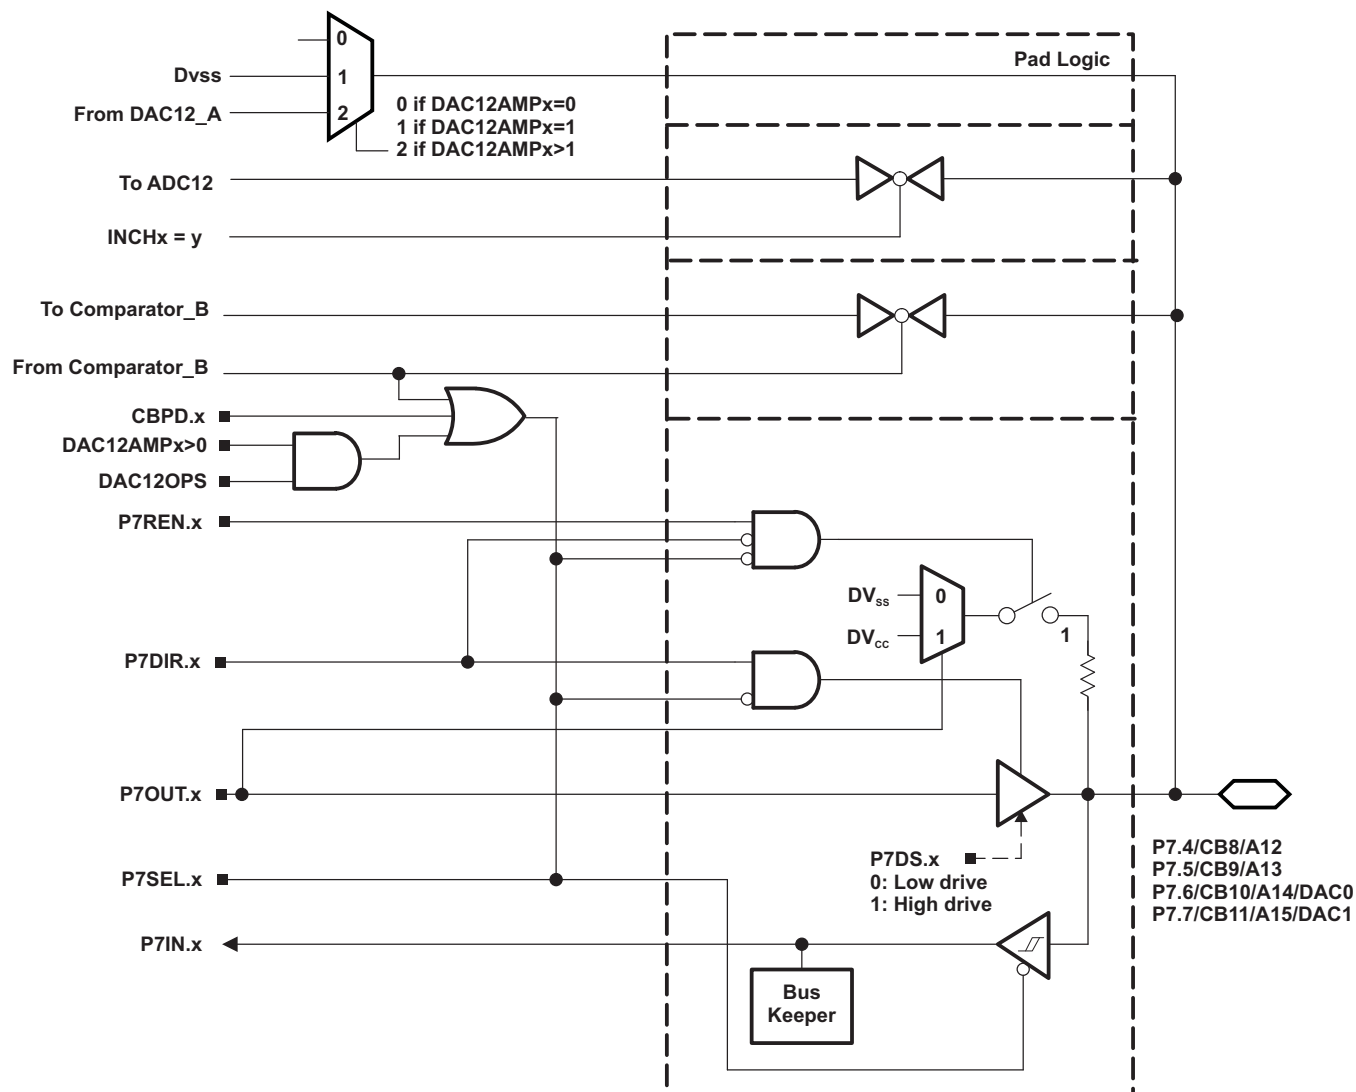 0
Pad Logic
Dvss
1
From DAC12_A
2
0 if DAC12AMPx=0
1 if DAC12AMPx=1
2 if DAC12AMPx>1
To ADC12
INCHx = y
To Comparator_B
From Comparator_B
CBPD.x
DAC12AMPx>0
DAC12OPS
P7REN.x
DVss
0
DVcc
1
1
P7DIR.x
P7OUT.x
P7DS.x
0: Low drive
1: High drive
P7.4/CB8/A12
P7.5/CB9/A13
P7.6/CB10/A14/DAC0
P7.7/CB11/A15/DAC1
P7SEL.x
P7IN.x
Bus
Keeper